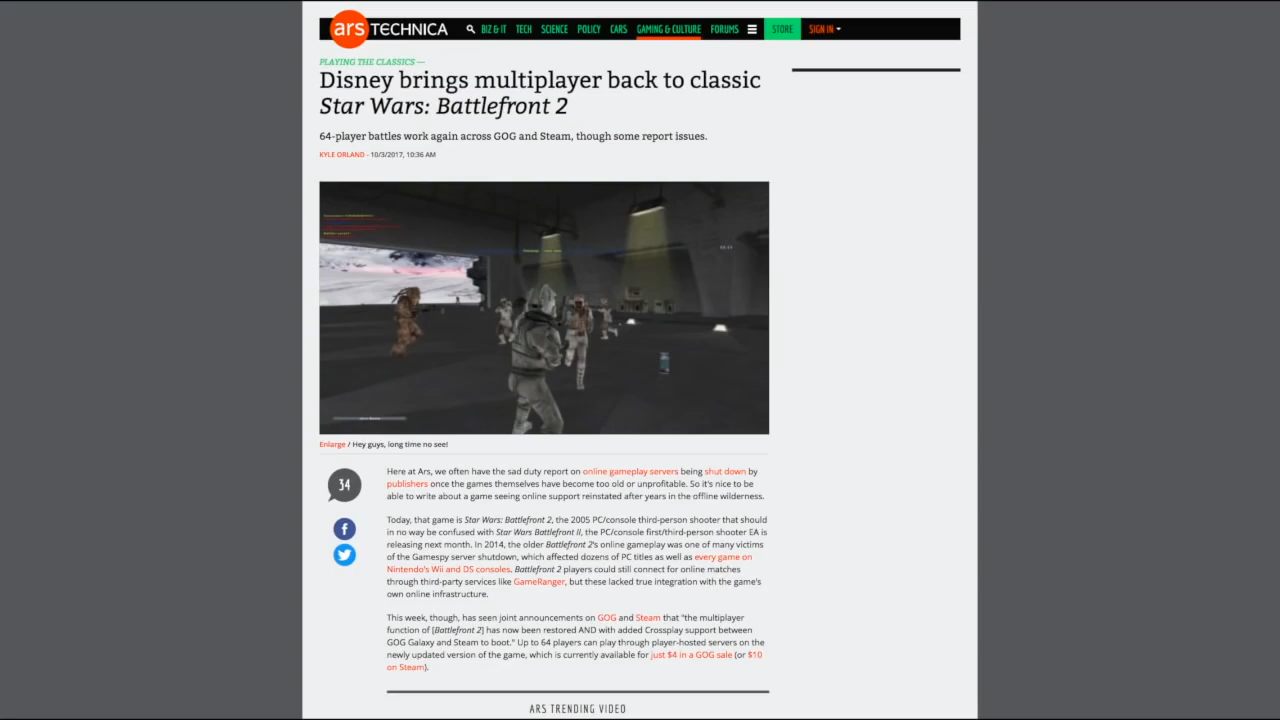 ars TECHNICA
BIZ & IT TECH SCIENCE POLICY CARS GAMING & CULTURE FORUMS STORE SIGN IN
PLAYING THE CLASSICS —
Disney brings multiplayer back to classic
Star Wars: Battlefront 2
64-player battles work again across GOG and Steam, though some report issues.
KYLE ORLAND - 10/3/2017, 10:36 AM
Enlarge / Hey guys, long time no see!
34
Here at Ars, we often have the sad duty report on online gameplay servers being shut down by
publishers once the games themselves have become too old or unprofitable. So it's nice to be
able to write about a game seeing online support reinstated after years in the offline wilderness.
Today, that game is Star Wars: Battlefront 2, the 2005 PC/console third-person shooter that should
in no way be confused with Star Wars Battlefront II, the PC/console first/third-person shooter EA is
releasing next month. In 2014, the older Battlefront 2's online gameplay was one of many victims
of the Gamespy server shutdown, which affected dozens of PC titles as well as every game on
Nintendo's Wii and DS consoles. Battlefront 2 players could still connect for online matches
through third-party services like GameRanger, but these lacked true integration with the game's
own online infrastructure.
This week, though, has seen joint announcements on GOG and Steam that "the multiplayer
function of [Battlefront 2] has now been restored AND with added Crossplay support between
GOG Galaxy and Steam to boot." Up to 64 players can play through player-hosted servers on the
newly updated version of the game, which is currently available for just $4 in a GOG sale (or $10
on Steam).
ARS TRENDING VIDEO